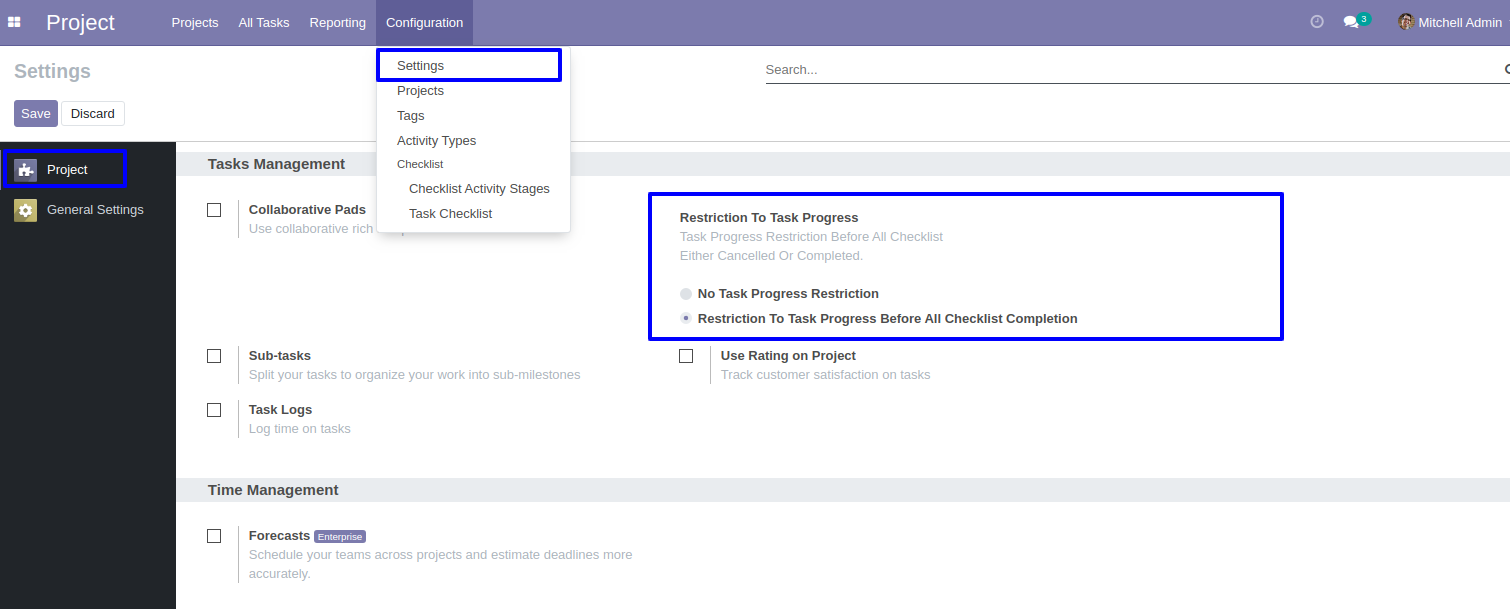 Project
Projects
All Tasks
Reporting
Configuration
3
Mitchell Admin
Settings
Search...
Save
Discard
Settings
Projects
Tags
Activity Types
Checklist
Checklist Activity Stages
Task Checklist
Project
General Settings
Tasks Management
Collaborative Pads
Use collaborative rich
Restriction To Task Progress
Task Progress Restriction Before All Checklist
Either Cancelled Or Completed.
No Task Progress Restriction
Restriction To Task Progress Before All Checklist Completion
Sub-tasks
Split your tasks to organize your work into sub-milestones
Use Rating on Project
Track customer satisfaction on tasks
Task Logs
Log time on tasks
Time Management
Forecasts Enterprise
Schedule your teams across projects and estimate deadlines more
accurately.